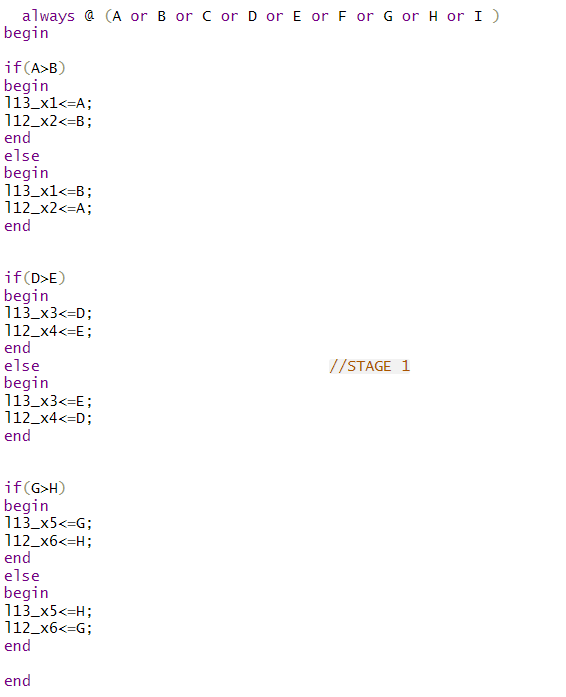 always @ (A or B or C or D or E or F or G or H or I )
begin
if(A>B)
begin
l13_x1<=A;
l12_x2<=B;
end
else
begin
l13_x1<=B;
l12_x2<=A;
end
if(D>E)
begin
l13_x3<=D;
l12_x4<=E;
end
else //STAGE 1
begin
l13_x3<=E;
l12_x4<=D;
end
if(G>H)
begin
l13_x5<=G;
l12_x6<=H;
end
else
begin
l13_x5<=H;
l12_x6<=G;
end
end